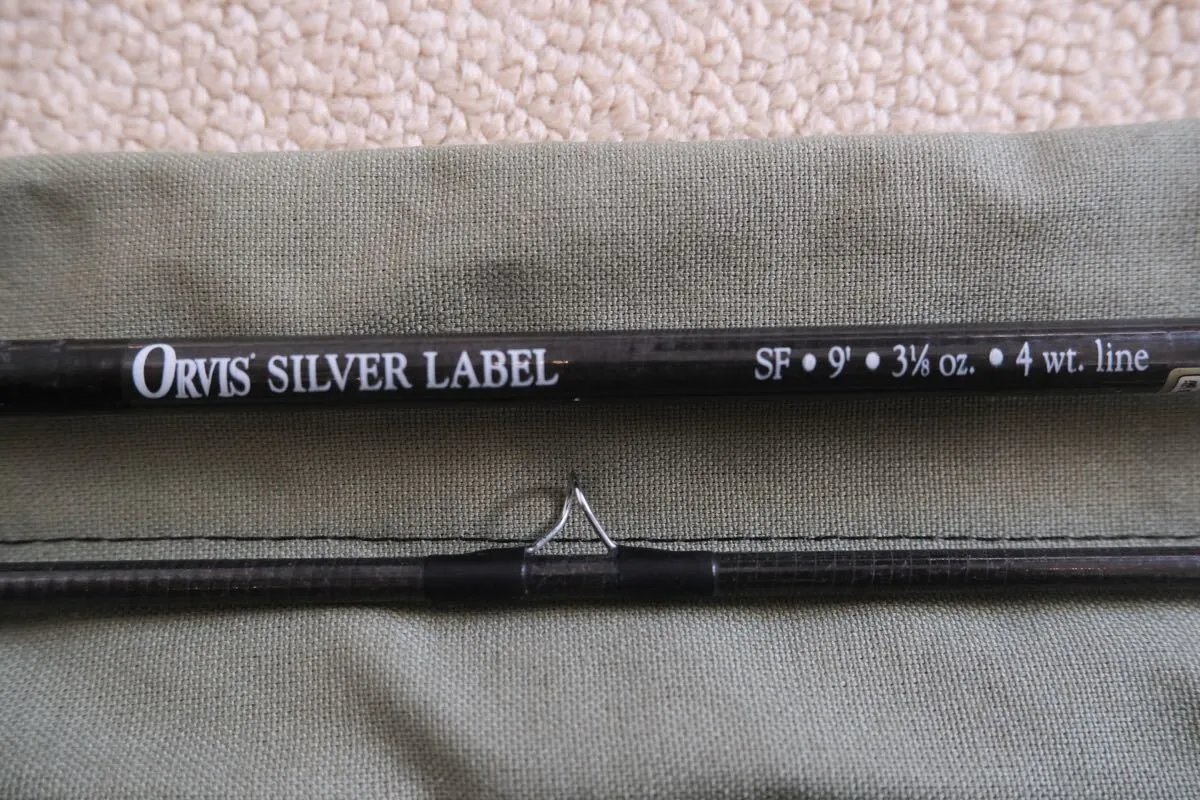 ORVIS SILVER LABEL SF • 9' • 3⅛ oz. • 4 wt. line